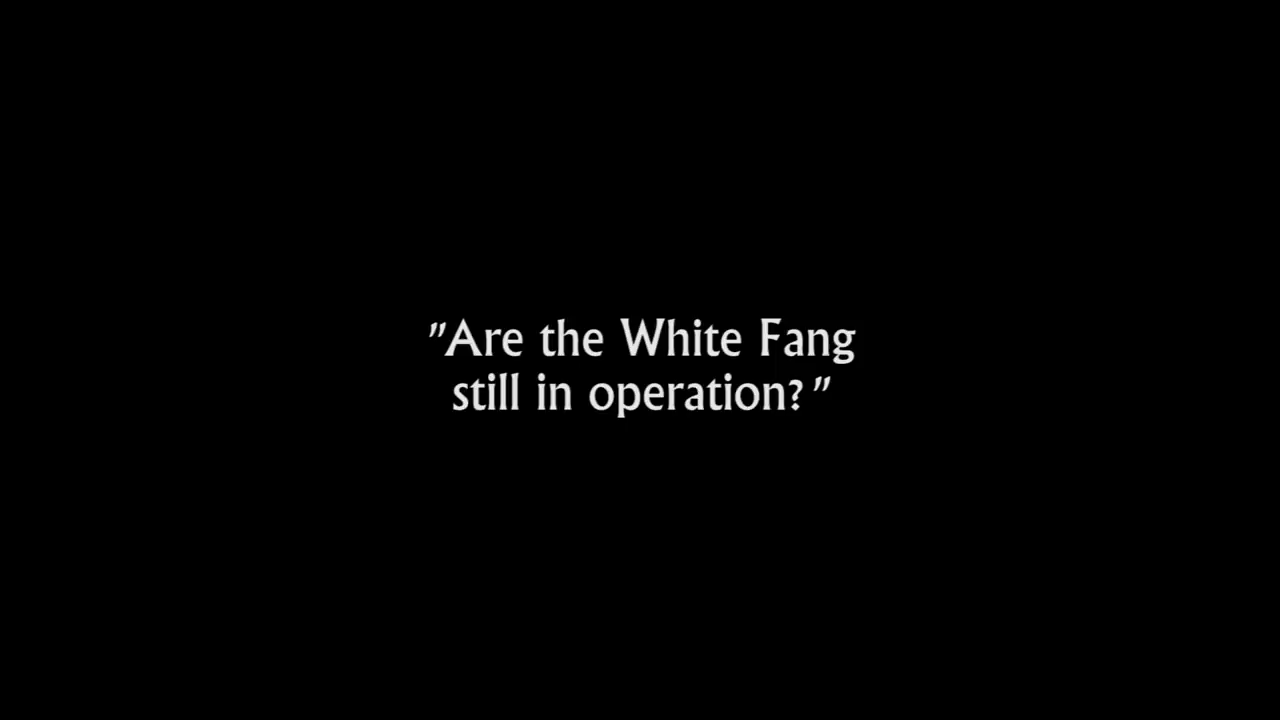 "Are the White Fang
still in operation?"